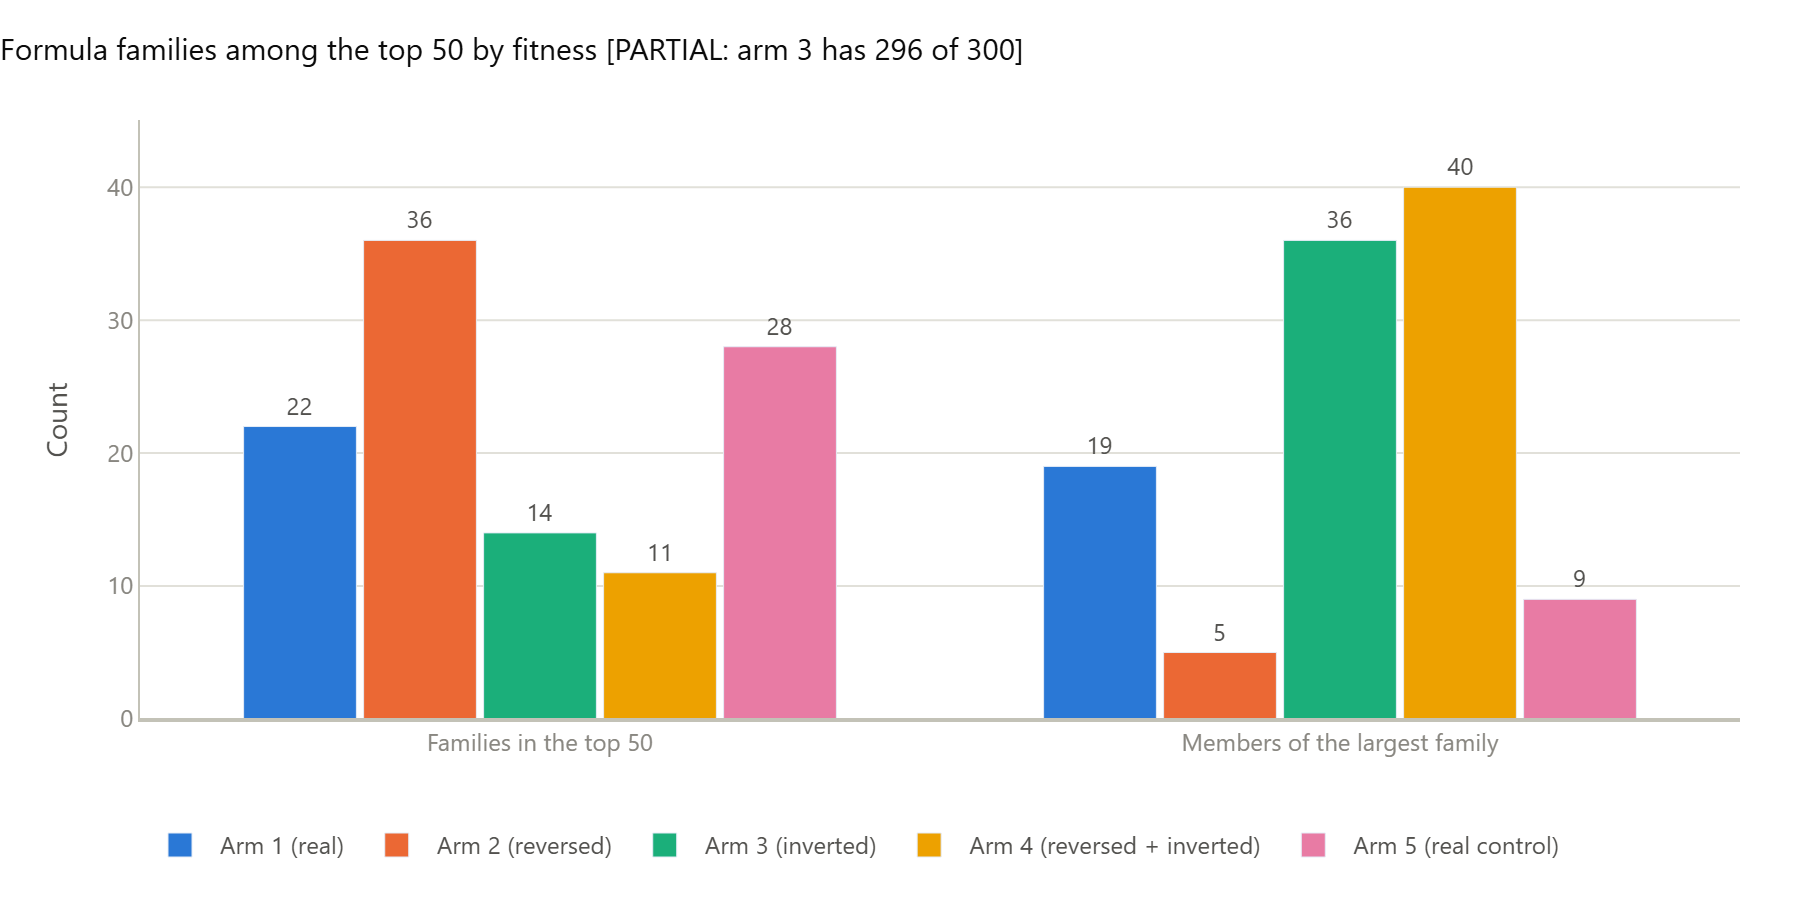 Formula families among the top 50 by fitness [PARTIAL: arm 3 has 296 of 300]
Count
40
30
20
10
0
22
36
14
11
28
19
5
36
40
9
Families in the top 50
Members of the largest family
Arm 1 (real)
Arm 2 (reversed)
Arm 3 (inverted)
Arm 4 (reversed + inverted)
Arm 5 (real control)